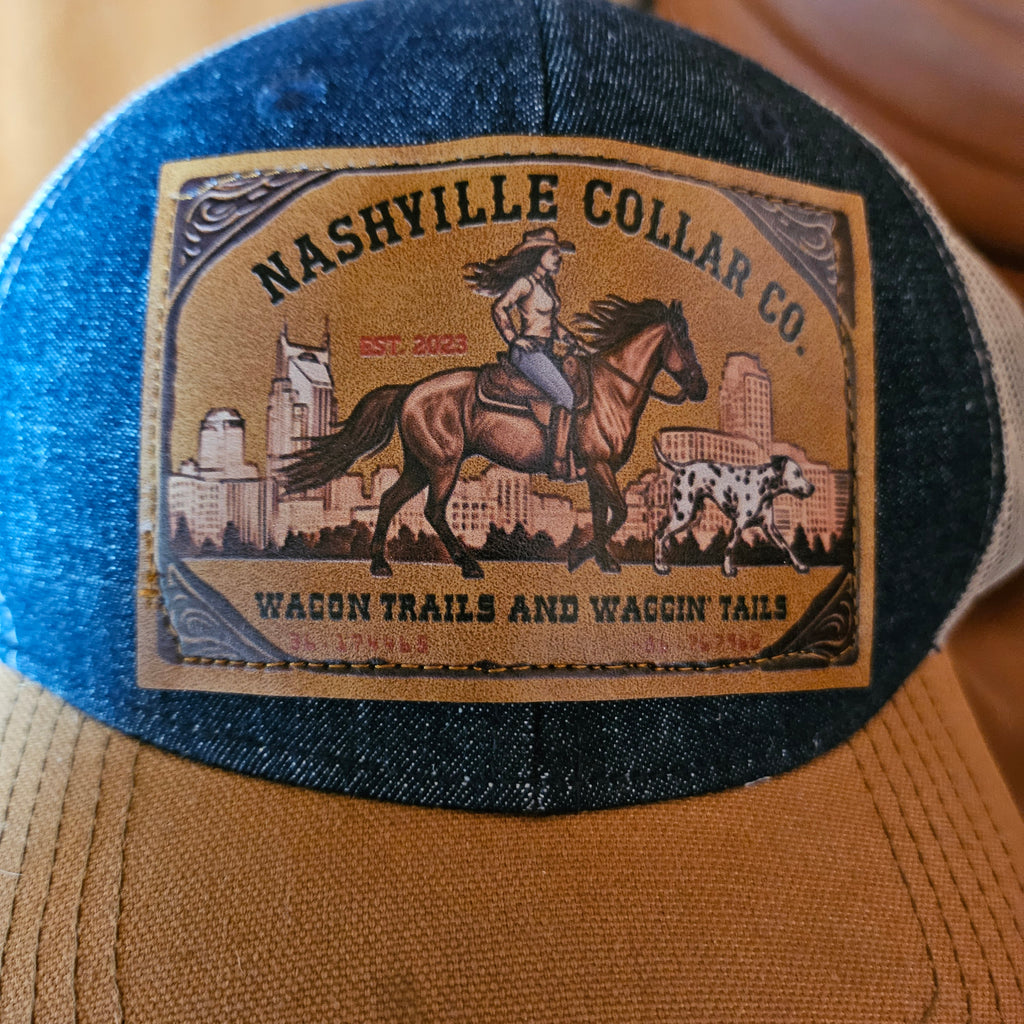 NASHVILLE COLLAR CO.
EST. 2023
WAGON TRAILS AND WAGGIN' TAILS